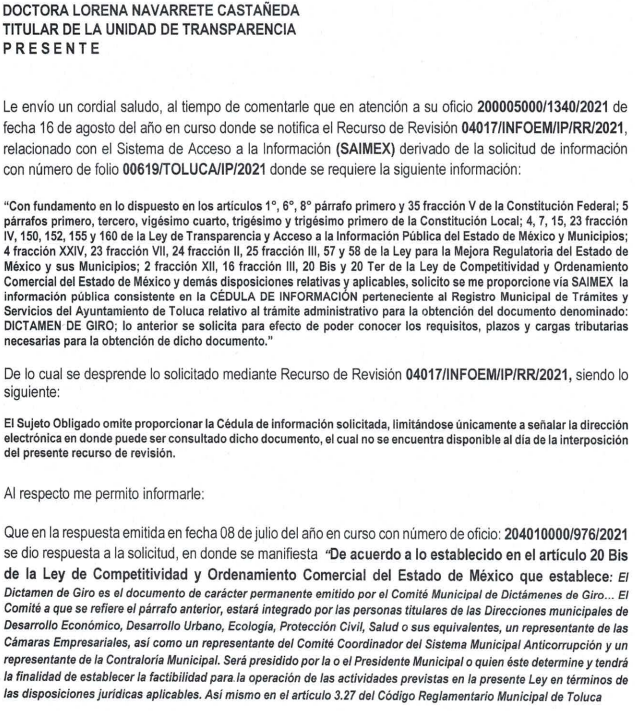 DOCTORA LORENA NAVARRETE CASTAÑEDA
TITULAR DE LA UNIDAD DE TRANSPARENCIA
P R E S E N T E
Le envío un cordial saludo, al tiempo de comentarle que en atención a su oficio 200005000/1340/2021 de
fecha 16 de agosto del año en curso donde se notifica el Recurso de Revisión 04017/INFOEM/IP/RR/2021,
relacionado con el Sistema de Acceso a la Información (SAIMEX) derivado de la solicitud de información
con número de folio 00619/TOLUCA/IP/2021 donde se requiere la siguiente información:
“Con fundamento en lo dispuesto en los artículos 1°, 6°, 8° párrafo primero y 35 fracción V de la Constitución Federal; 5
párrafos primero, tercero, vigésimo cuarto, trigésimo y trigésimo primero de la Constitución Local; 4, 7, 15, 23 fracción
IV, 150, 152, 155 y 160 de la Ley de Transparencia y Acceso a la Información Pública del Estado de México y Municipios;
4 fracción XXIV, 23 fracción VII, 24 fracción II, 25 fracción III, 57 y 58 de la Ley para la Mejora Regulatoria del Estado de
México y sus Municipios; 2 fracción XII, 16 fracción III, 20 Bis y 20 Ter de la Ley de Competitividad y Ordenamiento
Comercial del Estado de México y demás disposiciones relativas y aplicables, solicito se me proporcione vía SAIMEX la
información pública consistente en la CÉDULA DE INFORMACIÓN perteneciente al Registro Municipal de Trámites y
Servicios del Ayuntamiento de Toluca relativo al trámite administrativo para la obtención del documento denominado:
DICTAMEN DE GIRO; lo anterior se solicita para efecto de poder conocer los requisitos, plazos y cargas tributarias
necesarias para la obtención de dicho documento.”
De lo cual se desprende lo solicitado mediante Recurso de Revisión 04017/INFOEM/IP/RR/2021, siendo lo
siguiente:
El Sujeto Obligado omite proporcionar la Cédula de información solicitada, limitándose únicamente a señalar la dirección
electrónica en donde puede ser consultado dicho documento, el cual no se encuentra disponible al día de la interposición
del presente recurso de revisión.
Al respecto me permito informarle:
Que en la respuesta emitida en fecha 08 de julio del año en curso con número de oficio: 204010000/976/2021
se dio respuesta a la solicitud, en donde se manifiesta “De acuerdo a lo establecido en el artículo 20 Bis
de la Ley de Competitividad y Ordenamiento Comercial del Estado de México que establece: El
Dictamen de Giro es el documento de carácter permanente emitido por el Comité Municipal de Dictámenes de Giro... El
Comité a que se refiere el párrafo anterior, estará integrado por las personas titulares de las Direcciones municipales de
Desarrollo Económico, Desarrollo Urbano, Ecología, Protección Civil, Salud o sus equivalentes, un representante de las
Cámaras Empresariales, así como un representante del Comité Coordinador del Sistema Municipal Anticorrupción y un
representante de la Contraloría Municipal. Será presidido por la o el Presidente Municipal o quien éste determine y tendrá
la finalidad de establecer la factibilidad para la operación de las actividades previstas en la presente Ley en términos de
las disposiciones jurídicas aplicables. Así mismo en el artículo 3.27 del Código Reglamentario Municipal de Toluca